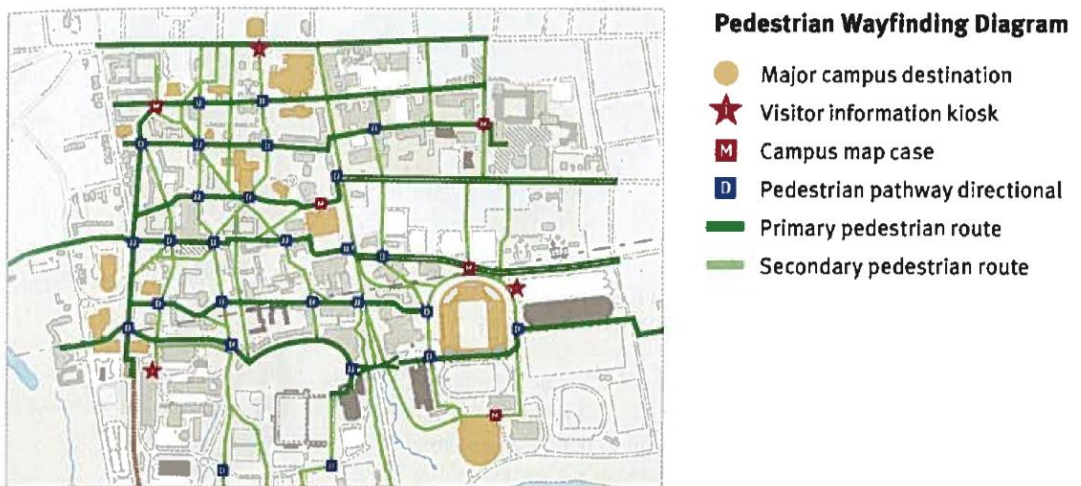 Pedestrian Wayfinding Diagram
Major campus destination
i Visitor information kiosk
M Campus map case
D Pedestrian pathway directional
Primary pedestrian route
Secondary pedestrian route
M
D
D
D
D
D
D
M
D
D
D
M
D
D
D
D
D
D
M
D
D
D
D
D
D
D
D
D
D
D
M
D
D